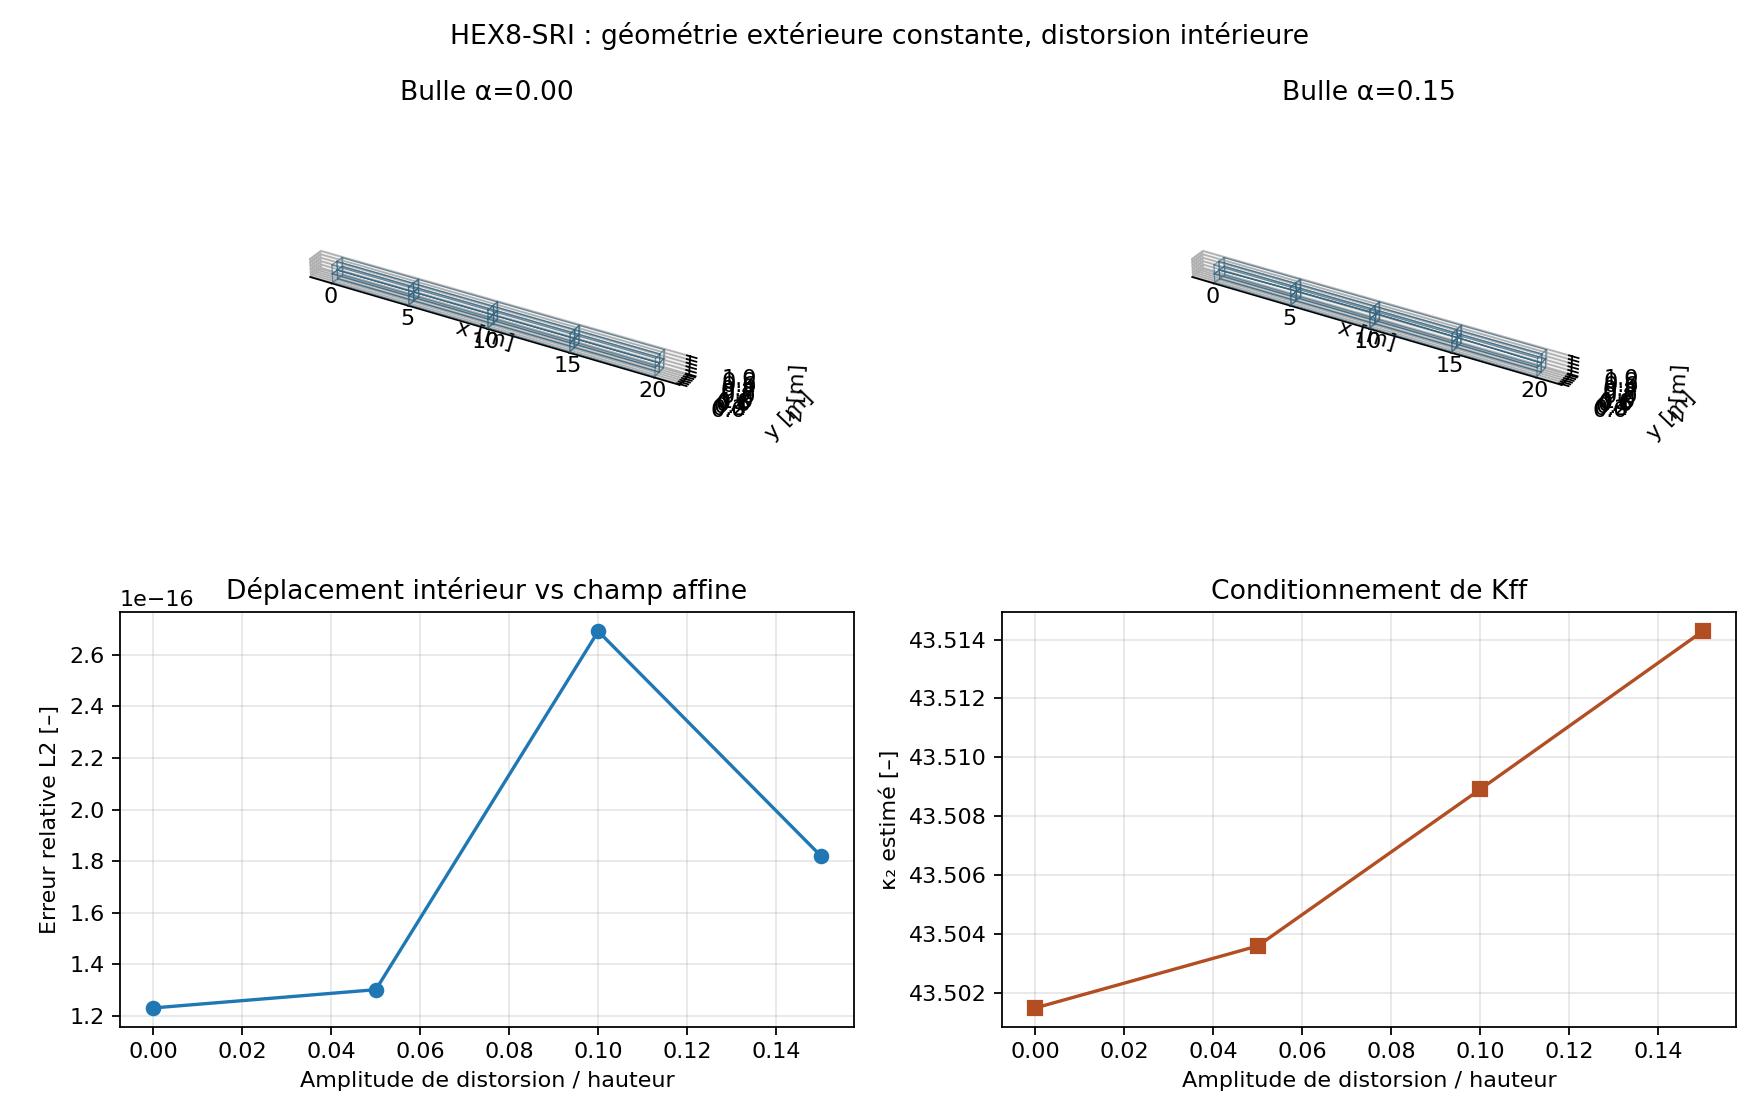 HEX8-SRI : géométrie extérieure constante, distorsion intérieure
Bulle α=0.00
Bulle α=0.15
0
5
10
15
20
x [m]
y [m]
0
5
10
15
20
x [m]
y [m]
Déplacement intérieur vs champ affine
1e−16
2.6
2.4
2.2
2.0
1.8
1.6
1.4
1.2
Erreur relative L2 [–]
0.00
0.02
0.04
0.06
0.08
0.10
0.12
0.14
Amplitude de distorsion / hauteur
Conditionnement de Kff
43.514
43.512
43.510
43.508
43.506
43.504
43.502
κ₂ estimé [–]
0.00
0.02
0.04
0.06
0.08
0.10
0.12
0.14
Amplitude de distorsion / hauteur